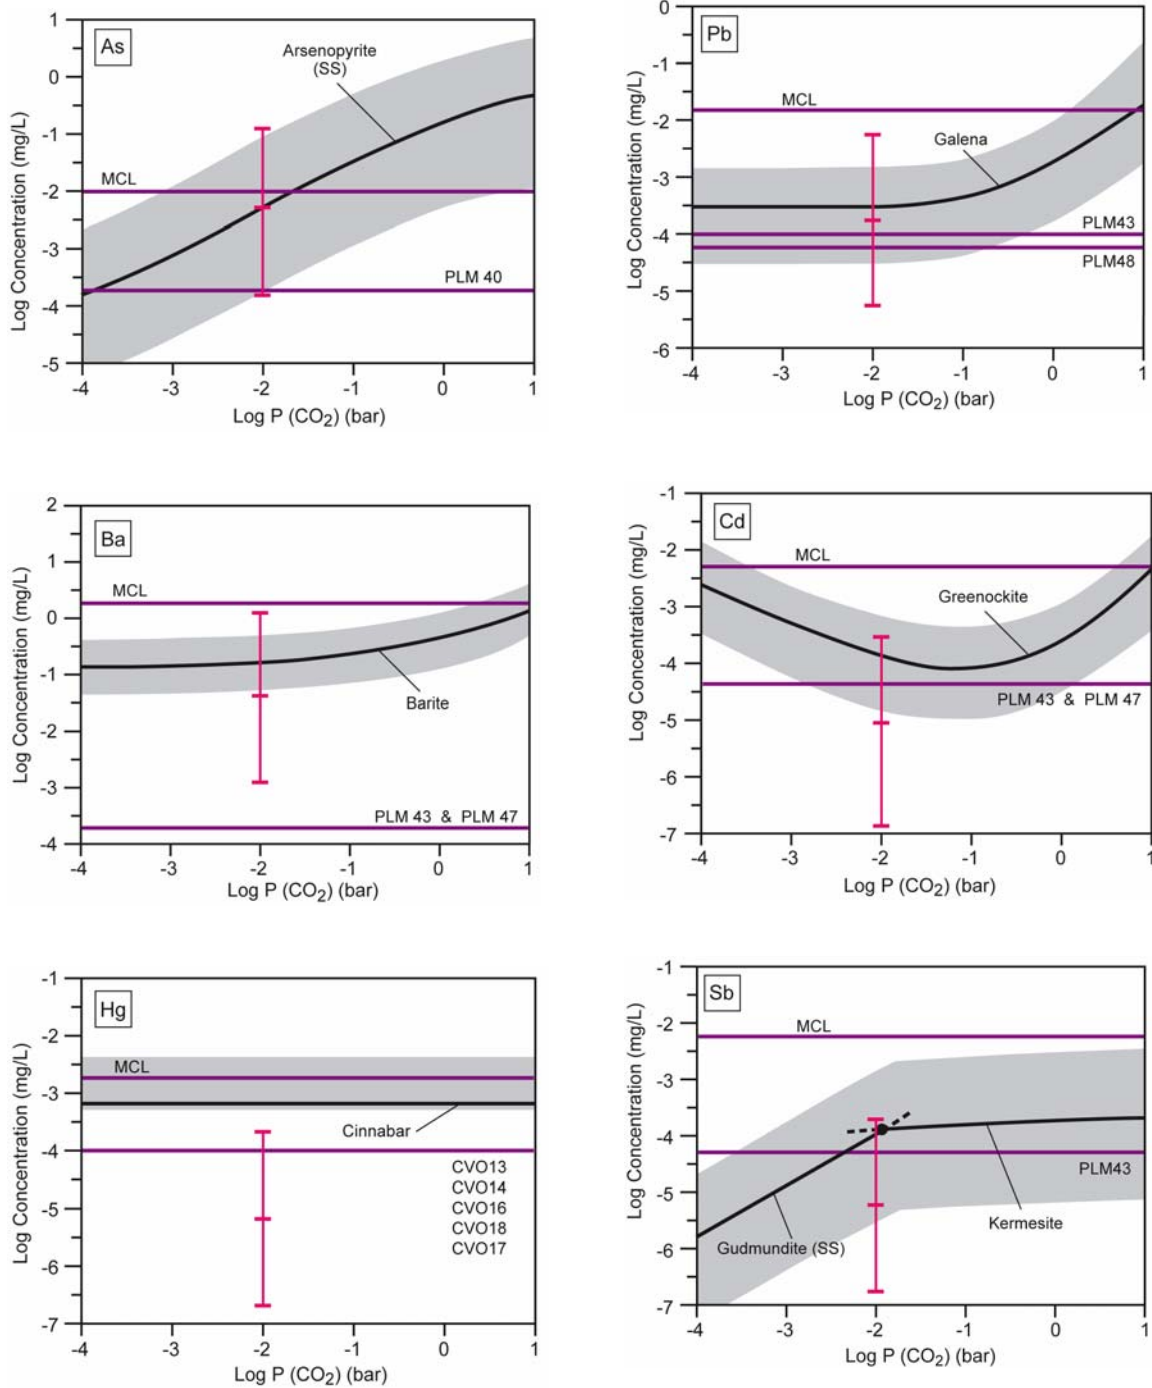 As
Log Concentration (mg/L)
1
0
-1
-2
-3
-4
-5
Arsenopyrite
(SS)
MCL
PLM 40
-4 -3 -2 -1 0 1
Log P (CO2) (bar)
Pb
Log Concentration (mg/L)
0
-1
-2
-3
-4
-5
-6
MCL
Galena
PLM43
PLM48
-4 -3 -2 -1 0 1
Log P (CO2) (bar)
Ba
Log Concentration (mg/L)
2
1
0
-1
-2
-3
-4
MCL
Barite
PLM 43 & PLM 47
-4 -3 -2 -1 0 1
Log P (CO2) (bar)
Cd
Log Concentration (mg/L)
-1
-2
-3
-4
-5
-6
-7
MCL
Greenockite
PLM 43 & PLM 47
-4 -3 -2 -1 0 1
Log P (CO2) (bar)
Hg
Log Concentration (mg/L)
-1
-2
-3
-4
-5
-6
-7
MCL
Cinnabar
CVO13
CVO14
CVO16
CVO18
CVO17
-4 -3 -2 -1 0 1
Log P (CO2) (bar)
Sb
Log Concentration (mg/L)
-1
-2
-3
-4
-5
-6
-7
MCL
PLM43
Kermesite
Gudmundite (SS)
-4 -3 -2 -1 0 1
Log P (CO2) (bar)